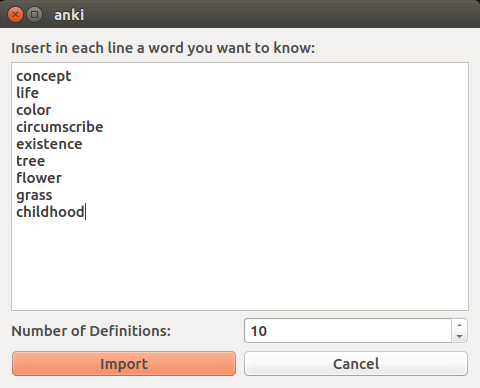 anki
Insert in each line a word you want to know:
concept
life
color
circumscribe
existence
tree
flower
grass
childhood
Number of Definitions: 10
Import Cancel